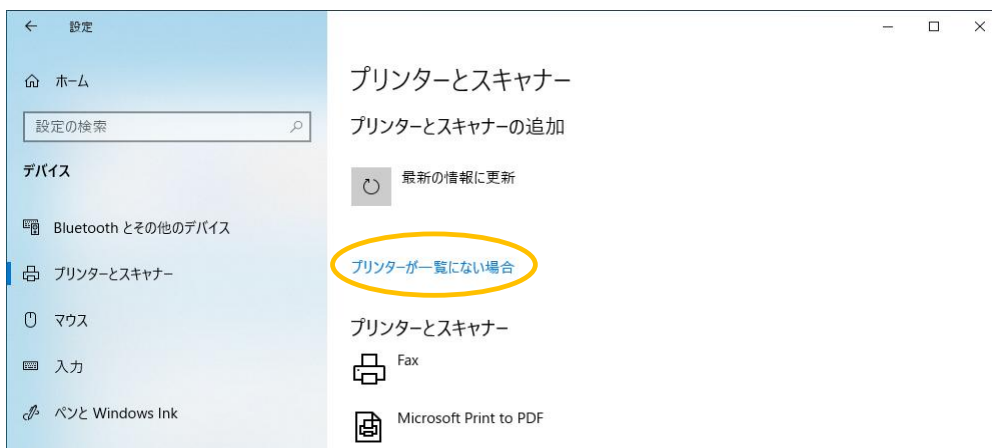 設定
ホーム
設定の検索
デバイス
Bluetooth とその他のデバイス
プリンターとスキャナー
マウス
入力
ペンと Windows Ink
プリンターとスキャナー
プリンターとスキャナーの追加
最新の情報に更新
プリンターが一覧にない場合
プリンターとスキャナー
Fax
Microsoft Print to PDF